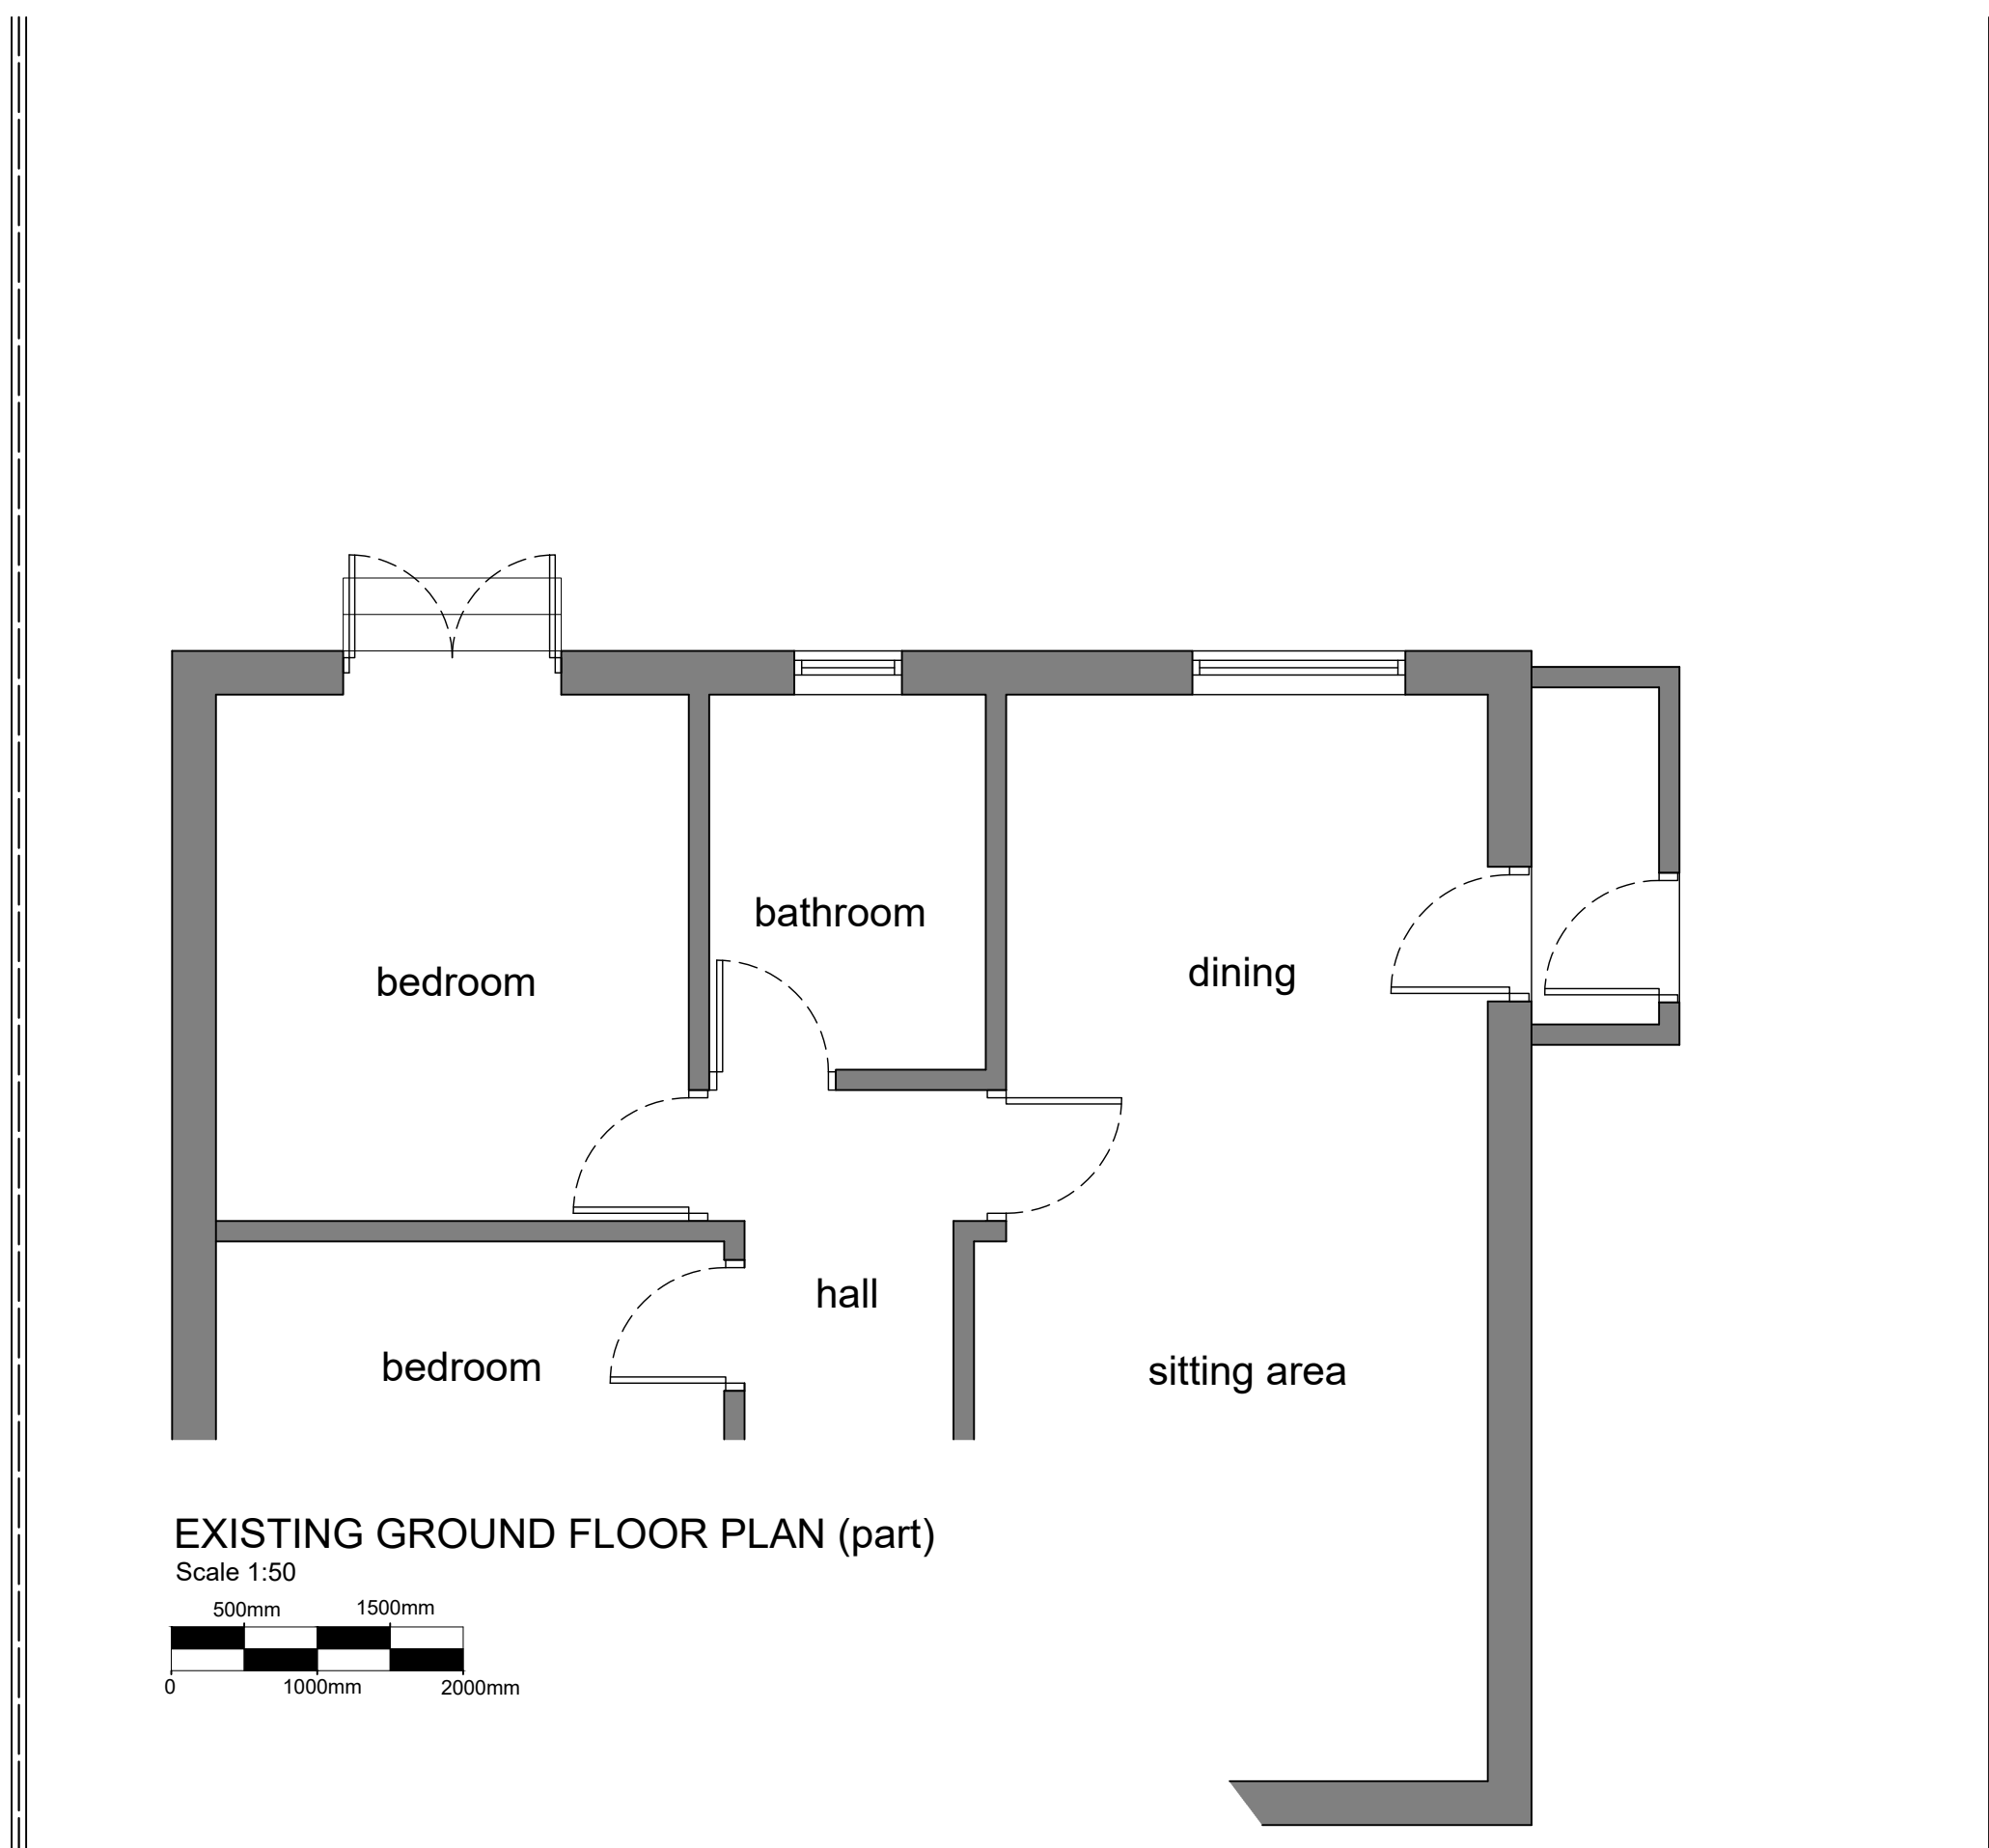 bathroom
bedroom
dining
hall
bedroom
sitting area
EXISTING GROUND FLOOR PLAN (part)
Scale 1:50
500mm 1500mm
0 1000mm 2000mm